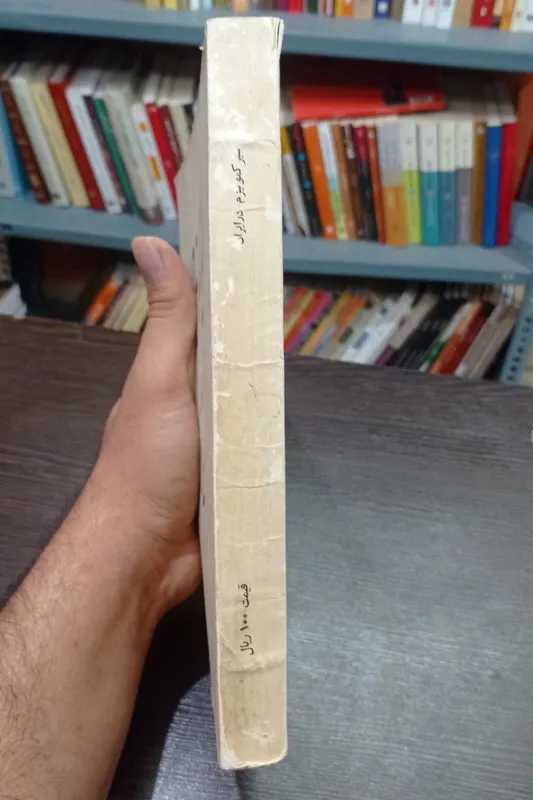 سیر کمونیزم در ایران
قیمت ۱۰۰ ریال